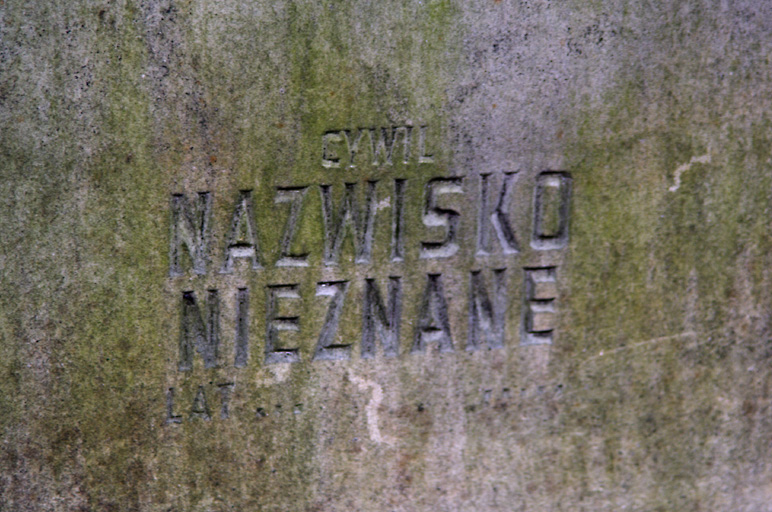 CYWIL
NAZWISKO
NIEZNANE
LAT ...